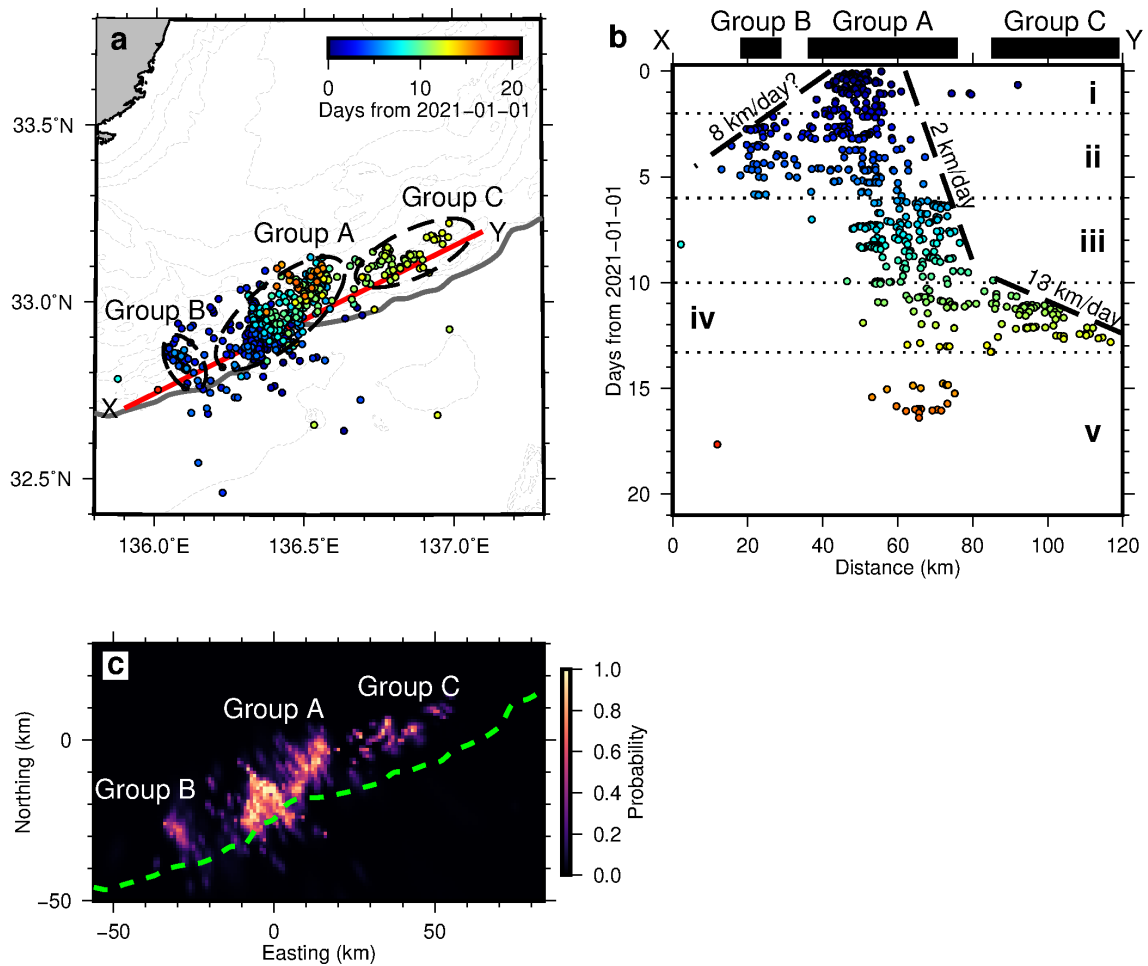 a
0 10 20
Days from 2021−01−01
33.5˚N
33.0˚N
32.5˚N
136.0˚E 136.5˚E 137.0˚E
Group C
Group A
Group B
X
Y
b
X
Group B Group A Group C
Y
0
5
10
15
20
Days from 2021−01−01
8 km/day?
2 km/day
13 km/day
i
ii
iii
iv
v
0 20 40 60 80 100 120
Distance (km)
c
Group C
Group A
Group B
0
−50
Northing (km)
−50 0 50
Easting (km)
1.0
0.8
0.6
0.4
0.2
0.0
Probability